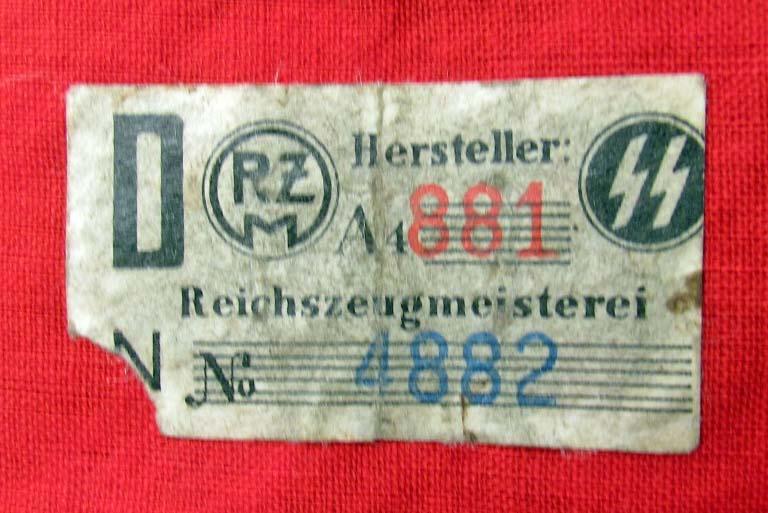 D
RZM
Hersteller:
A4 881
Reichszeugmeisterei
N
No 4882